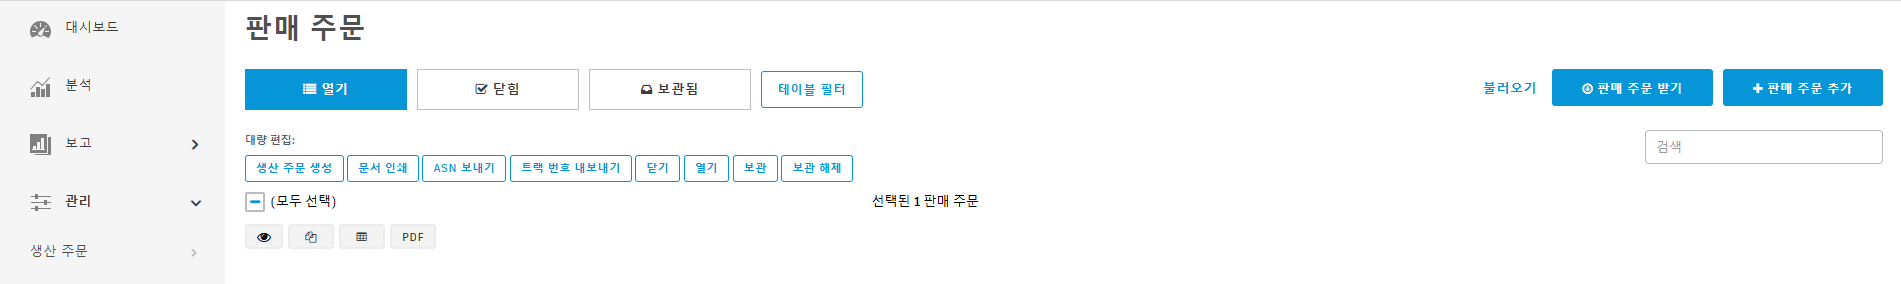 대시보드
분석
보고
관리
생산 주문
판매 주문
열기 닫힘 보관됨 테이블 필터 불러오기 판매 주문 받기 판매 주문 추가
대량 편집: 검색
생산 주문 생성 문서 인쇄 ASN 보내기 트랙 번호 내보내기 닫기 열기 보관 보관 해제
(모두 선택) 선택된 1 판매 주문
PDF